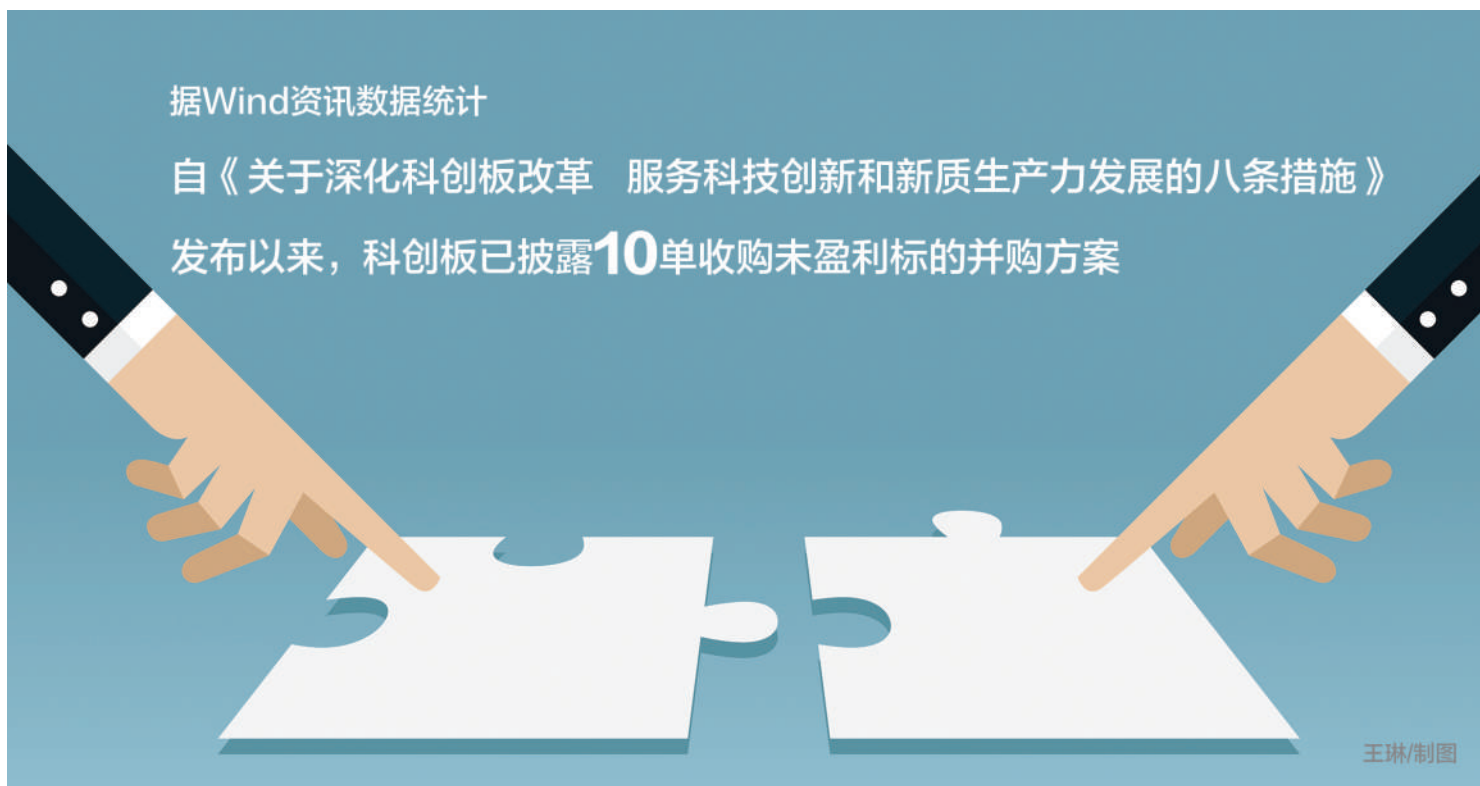 据Wind资讯数据统计
自《关于深化科创板改革 服务科技创新和新质生产力发展的八条措施》
发布以来，科创板已披露10单收购未盈利标的并购方案
王琳/制图